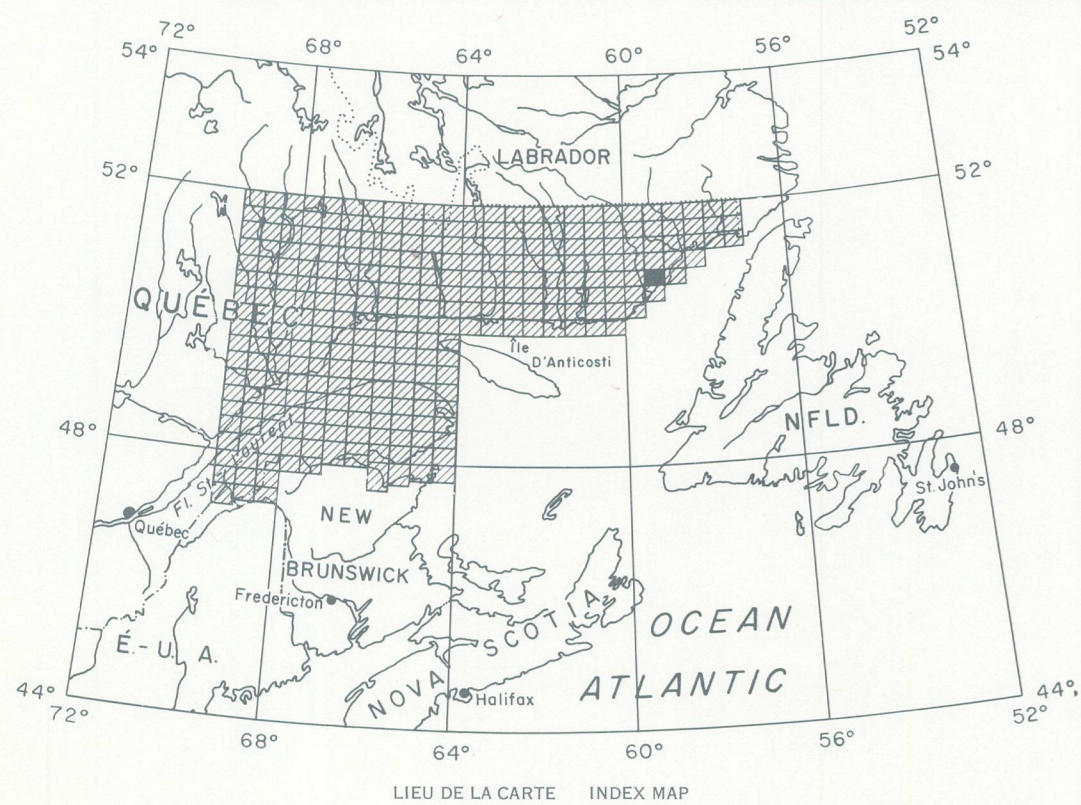 72°
68°
64°
60°
56°
52°
54°
54°
LABRADOR
52°
52°
QUÉBEC
Île
D'Anticosti
NFLD.
48°
48°
St. John's
Fl. St-Laurent
Québec
NEW
BRUNSWICK
Fredericton
É.-U. A.
NOVA SCOTIA
Halifax
OCEAN
ATLANTIC
44°
72°
68°
64°
60°
56°
44°.
52°
LIEU DE LA CARTE INDEX MAP